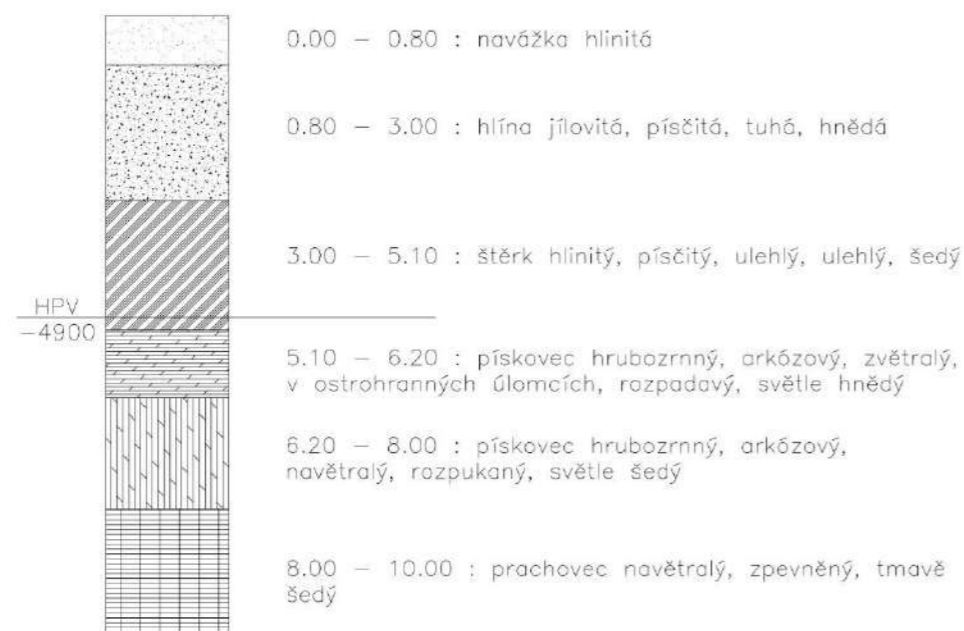 0.00 – 0.80 : navážka hlinitá
0.80 – 3.00 : hlína jílovitá, písčitá, tuhá, hnědá
3.00 – 5.10 : štěrk hlinitý, písčitý, ulehlý, ulehlý, šedý
HPV
–4900
5.10 – 6.20 : pískovec hrubozrnný, arkózový, zvětralý,
v ostrohranných úlomcích, rozpadavý, světle hnědý
6.20 – 8.00 : pískovec hrubozrnný, arkózový,
navětralý, rozpukaný, světle šedý
8.00 – 10.00 : prachovec navětralý, zpevněný, tmavě
šedý